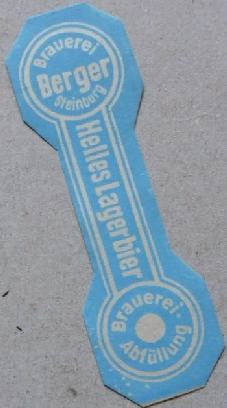 Brauerei
Berger
Steinburg
Helles Lagerbier
Brauerei-
Abfüllung